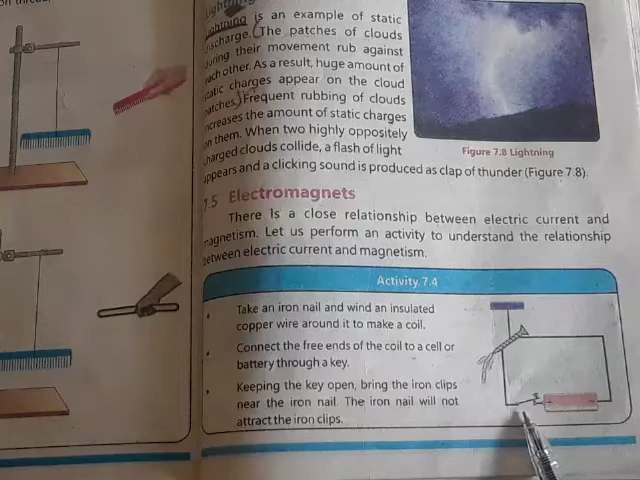 Lightning is an example of static
discharge. The patches of clouds
during their movement rub against
each other. As a result, huge amount of
static charges appear on the cloud
patches. Frequent rubbing of clouds
increases the amount of static charges
on them. When two highly oppositely
charged clouds collide, a flash of light
appears and a clicking sound is produced as clap of thunder (Figure 7.8).
Figure 7.8 Lightning
7.5 Electromagnets
There is a close relationship between electric current and
magnetism. Let us perform an activity to understand the relationship
between electric current and magnetism.
Activity 7.4
• Take an iron nail and wind an insulated
copper wire around it to make a coil.
• Connect the free ends of the coil to a cell or
battery through a key.
• Keeping the key open, bring the iron clips
near the iron nail. The iron nail will not
attract the iron clips.